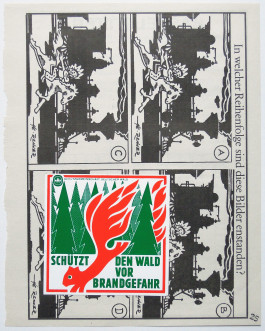 In welcher Reihenfolge sind diese Bilder entstanden?
A
B
C
D
SCHÜTZT DEN WALD
VOR
BRANDGEFAHR